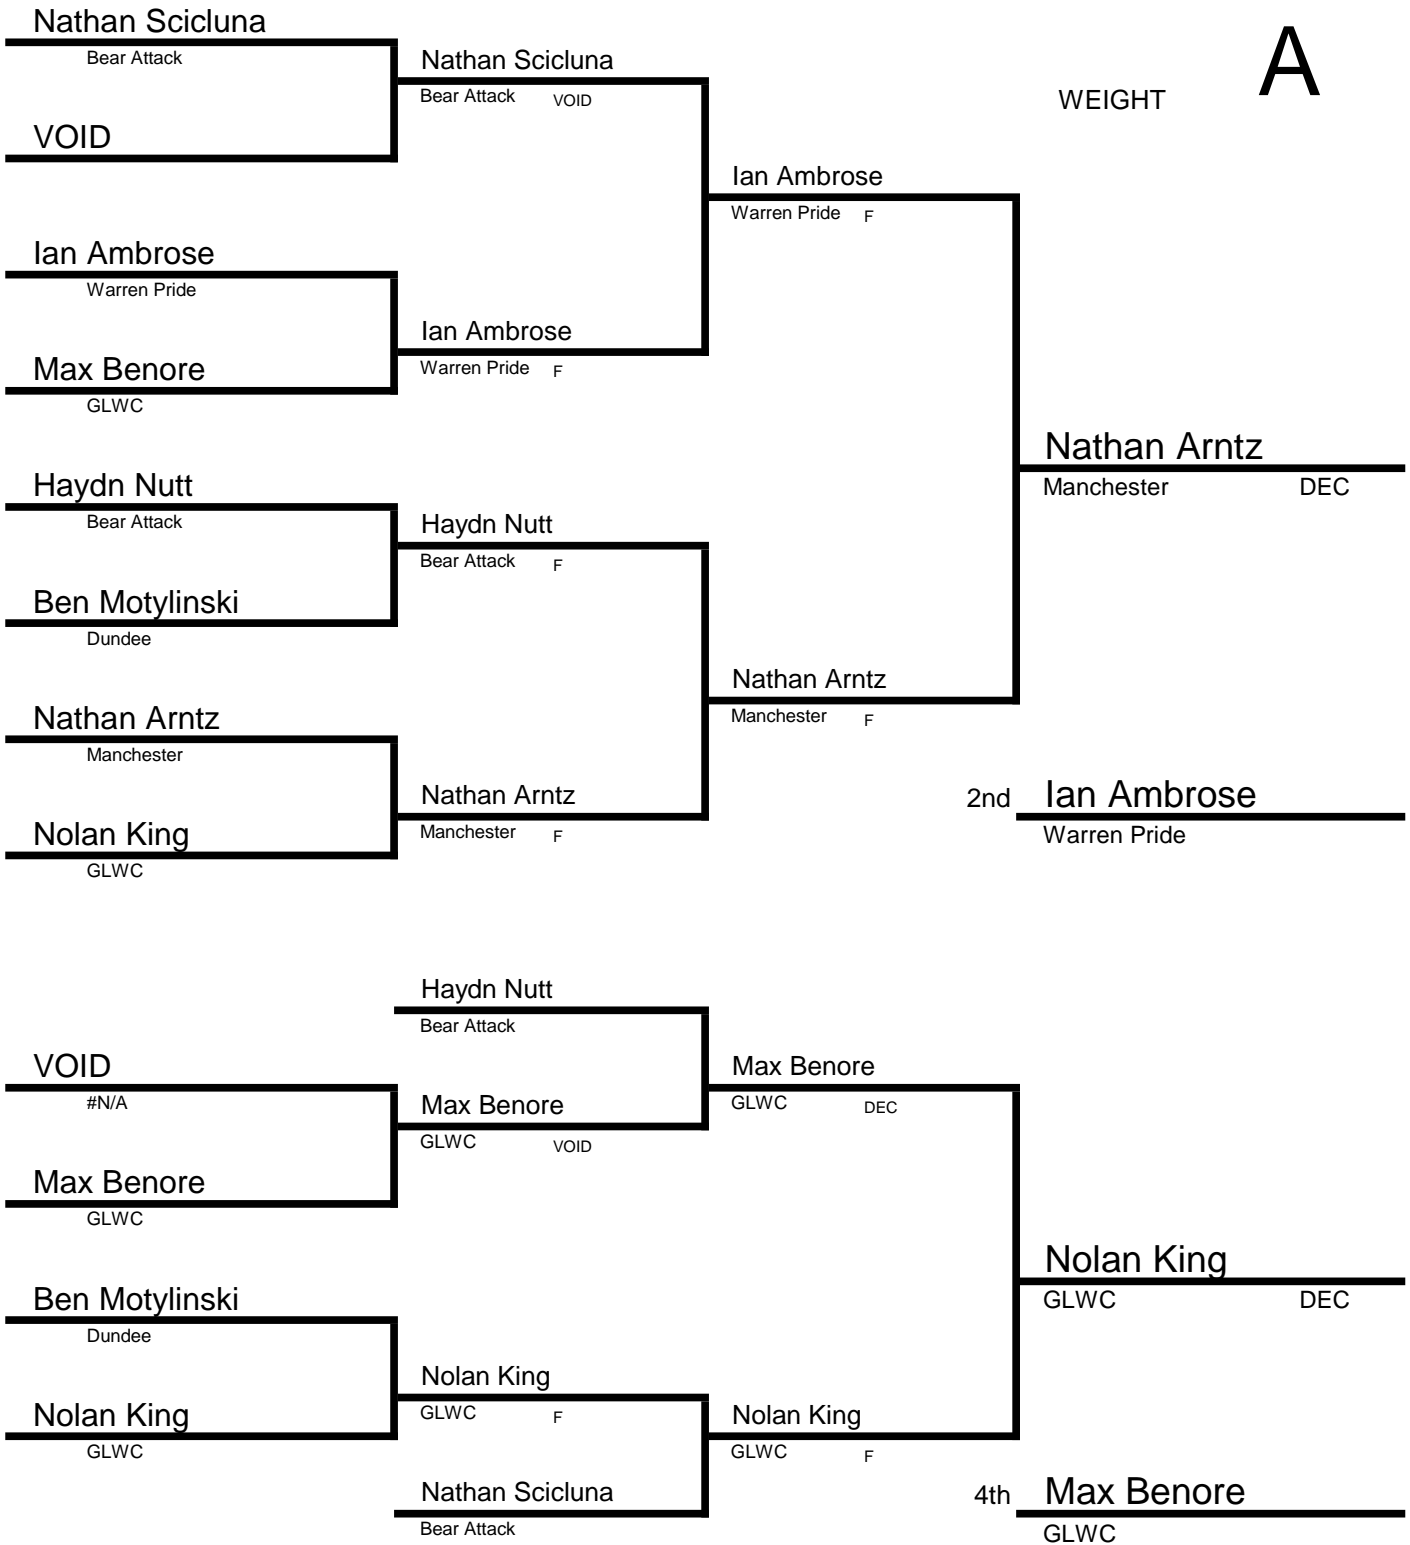 Nathan Scicluna
Bear Attack
VOID
Ian Ambrose
Warren Pride
Max Benore
GLWC
Haydn Nutt
Bear Attack
Ben Motylinski
Dundee
Nathan Arntz
Manchester
Nolan King
GLWC
Nathan Scicluna
Bear Attack VOID
Ian Ambrose
Warren Pride F
Haydn Nutt
Bear Attack F
Nathan Arntz
Manchester F
Ian Ambrose
Warren Pride F
Nathan Arntz
Manchester F
WEIGHT A
Nathan Arntz
Manchester DEC
2nd Ian Ambrose
Warren Pride
VOID
#N/A
Max Benore
GLWC
Ben Motylinski
Dundee
Nolan King
GLWC
Haydn Nutt
Bear Attack
Max Benore
GLWC VOID
Nolan King
GLWC F
Nathan Scicluna
Bear Attack
Max Benore
GLWC DEC
Nolan King
GLWC F
Nolan King
GLWC DEC
4th Max Benore
GLWC